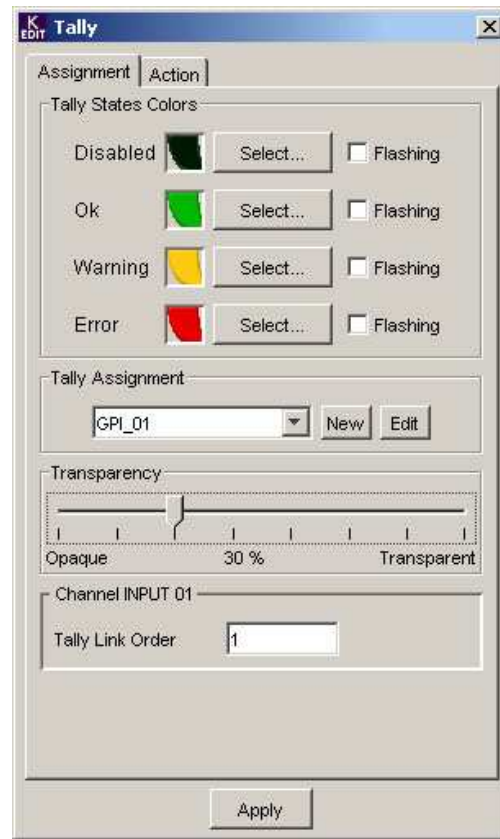 K EDIT Tally
Assignment Action
Tally States Colors
Disabled Select... Flashing
Ok Select... Flashing
Warning Select... Flashing
Error Select... Flashing
Tally Assignment
GPI_01 New Edit
Transparency
Opaque 30 % Transparent
Channel INPUT 01
Tally Link Order 1
Apply